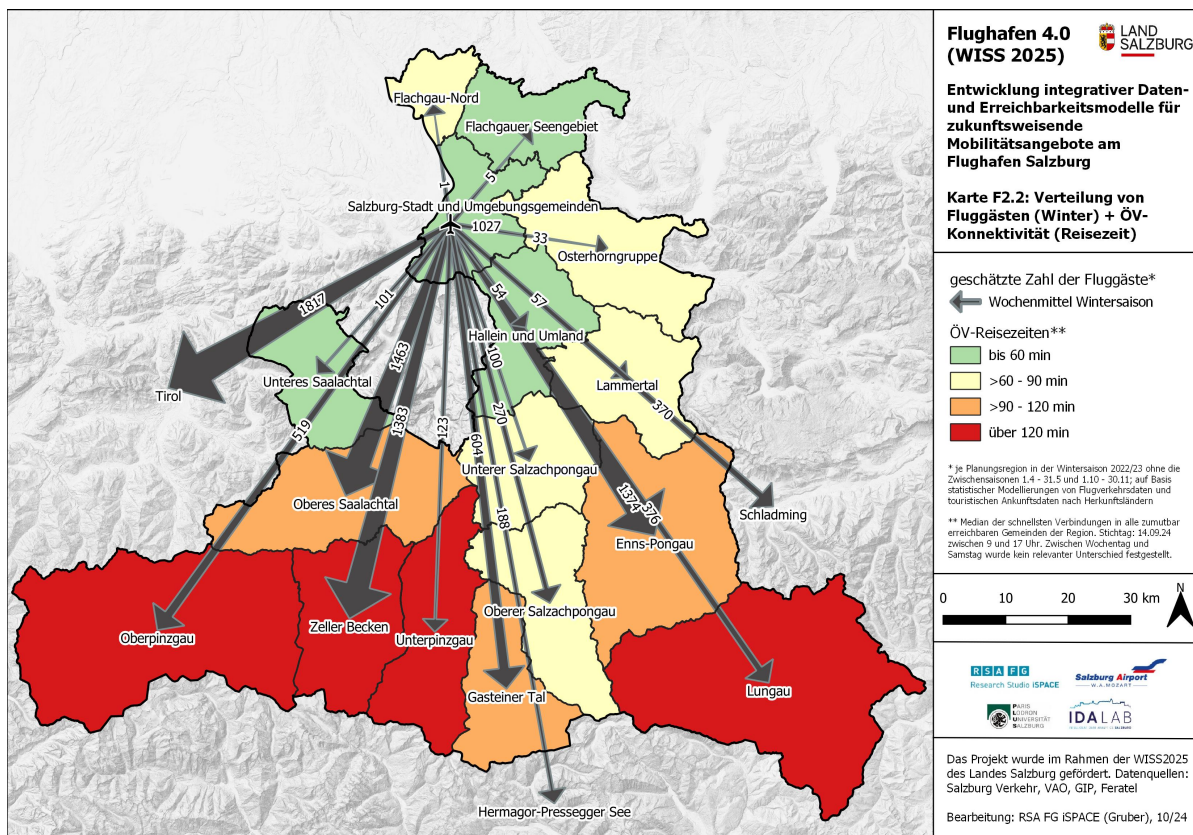 Flachgau-Nord
Flachgauer Seengebiet
1
5
Salzburg-Stadt und Umgebungsgemeinden
1027
33
Osterhorngruppe
1817
101
54
57
Hallein und Umland
1463
100
Unteres Saalachtal
Lammertal
Tirol
519
1383
123
270
370
604
Unterer Salzachpongau
Oberes Saalachtal
188
1374
376
Schladming
Enns-Pongau
Oberpinzgau
Zeller Becken
Unterpinzgau
Oberer Salzachpongau
Gasteiner Tal
Lungau
Hermagor-Pressegger See
Flughafen 4.0
(WISS 2025)
LAND
SALZBURG
Entwicklung integrativer Daten-
und Erreichbarkeitsmodelle für
zukunftsweisende
Mobilitätsangebote am
Flughafen Salzburg
Karte F2.2: Verteilung von
Fluggästen (Winter) + ÖV-
Konnektivität (Reisezeit)
geschätzte Zahl der Fluggäste*
Wochenmittel Wintersaison
ÖV-Reisezeiten**
bis 60 min
>60 - 90 min
>90 - 120 min
über 120 min
* je Planungsregion in der Wintersaison 2022/23 ohne die
Zwischensaisonen 1.4 - 31.5 und 1.10 - 30.11; auf Basis
statistischer Modellierungen von Flugverkehrsdaten und
touristischen Ankunftsdaten nach Herkunftsländern
** Median der schnellsten Verbindungen in alle zumutbar
erreichbaren Gemeinden der Region. Stichtag: 14.09.24
zwischen 9 und 17 Uhr. Zwischen Wochentag und
Samstag wurde kein relevanter Unterschied festgestellt.
0 10 20 30 km
N
RSA FG
Research Studio iSPACE
Salzburg Airport
W.A.MOZART
PARIS
LODRON
UNIVERSITÄT
SALZBURG
IDALAB
Das Projekt wurde im Rahmen der WISS2025
des Landes Salzburg gefördert. Datenquellen:
Salzburg Verkehr, VAO, GIP, Feratel
Bearbeitung: RSA FG iSPACE (Gruber), 10/24